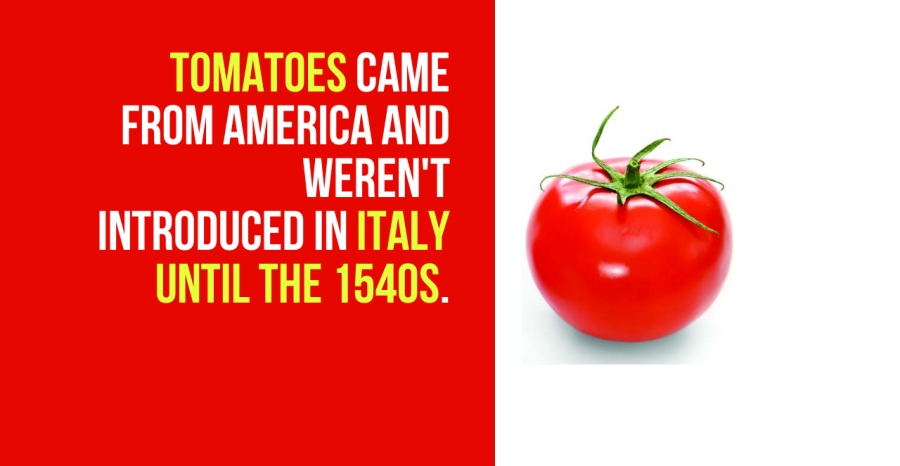 TOMATOES CAME
FROM AMERICA AND
WEREN'T
INTRODUCED IN ITALY
UNTIL THE 1540S.